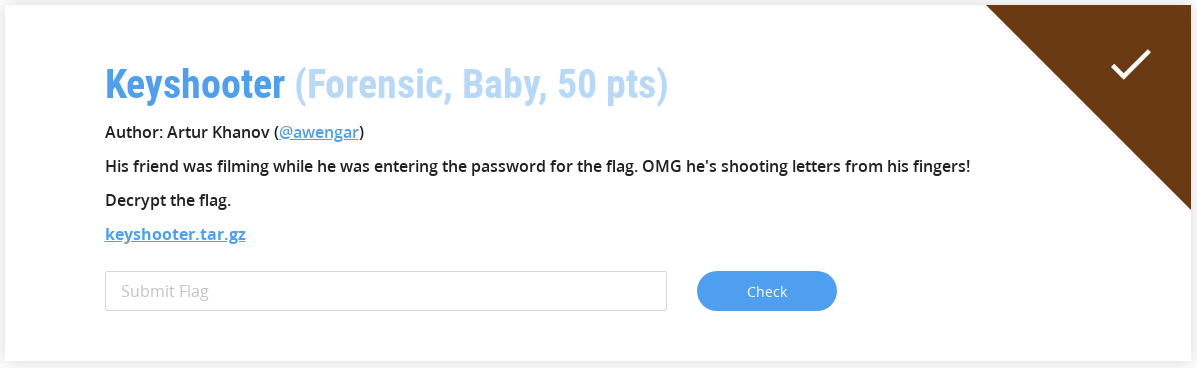 Keyshooter (Forensic, Baby, 50 pts)
Author: Artur Khanov (@awengar)
His friend was filming while he was entering the password for the flag. OMG he's shooting letters from his fingers!
Decrypt the flag.
keyshooter.tar.gz
Submit Flag
Check